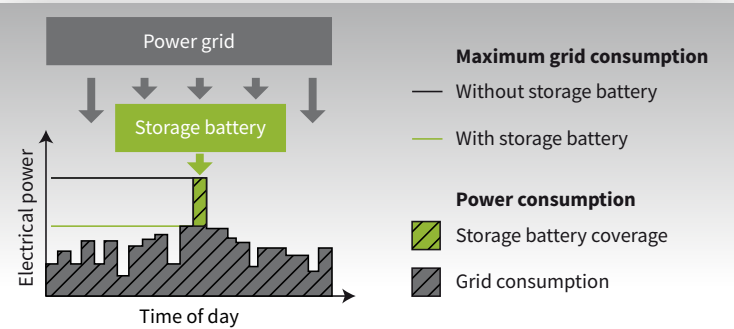 Power grid
Storage battery
Electrical power
Time of day
Maximum grid consumption
Without storage battery
With storage battery
Power consumption
Storage battery coverage
Grid consumption